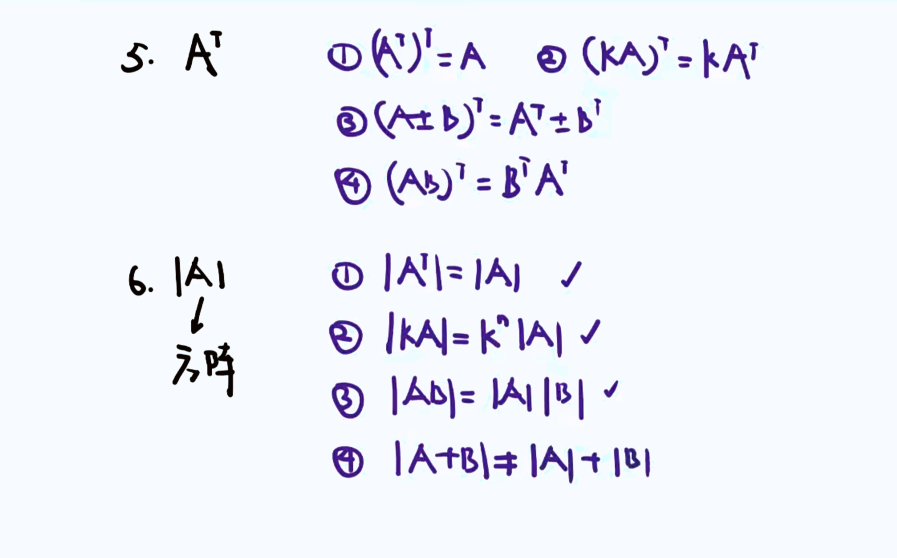 5. Aᵀ ① (Aᵀ)ᵀ = A ② (kA)ᵀ = kAᵀ
③ (A±B)ᵀ = Aᵀ ± Bᵀ
④ (AB)ᵀ = BᵀAᵀ
6. |A| ① |Aᵀ| = |A| ✓
↓ ② |kA| = kⁿ|A| ✓
方阵 ③ |AB| = |A||B| ✓
④ |A+B| ≠ |A| + |B|